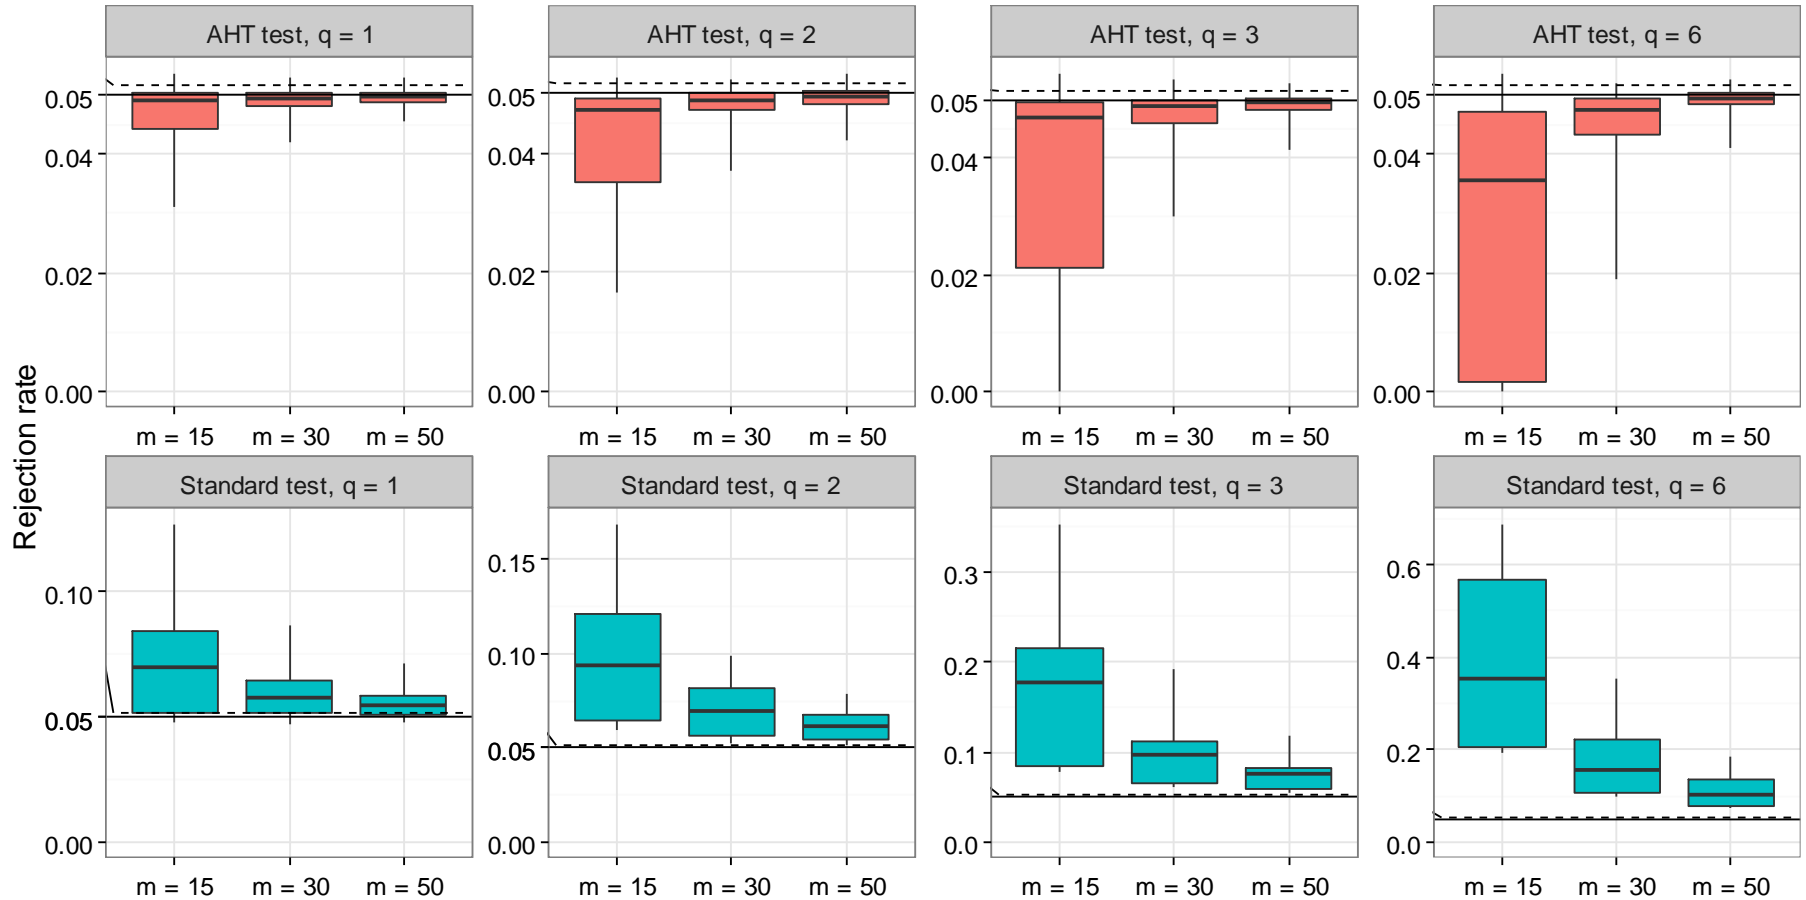 AHT test, q = 1
AHT test, q = 2
AHT test, q = 3
AHT test, q = 6
0.05
0.04
0.02
0.00
0.05
0.04
0.02
0.00
0.05
0.04
0.02
0.00
0.05
0.04
0.02
0.00
m = 15 m = 30 m = 50
m = 15 m = 30 m = 50
m = 15 m = 30 m = 50
m = 15 m = 30 m = 50
Rejection rate
Standard test, q = 1
Standard test, q = 2
Standard test, q = 3
Standard test, q = 6
0.10
0.05
0.00
0.15
0.10
0.05
0.00
0.3
0.2
0.1
0.0
0.6
0.4
0.2
0.0
m = 15 m = 30 m = 50
m = 15 m = 30 m = 50
m = 15 m = 30 m = 50
m = 15 m = 30 m = 50